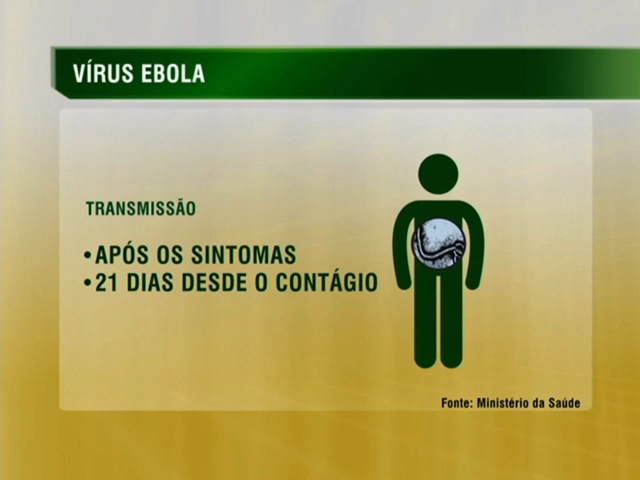 VÍRUS EBOLA
TRANSMISSÃO
•APÓS OS SINTOMAS
•21 DIAS DESDE O CONTÁGIO
Fonte: Ministério da Saúde